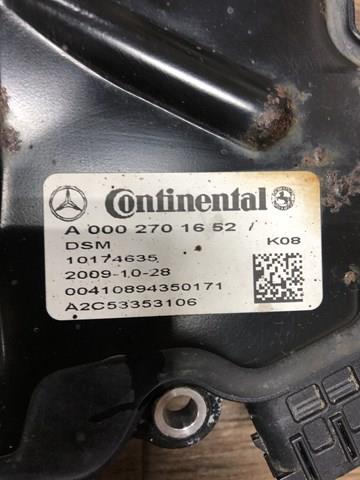 Continental
A 000 270 16 52 /
DSM K08
10174635
2009-10-28
00410894350171
A2C53353106